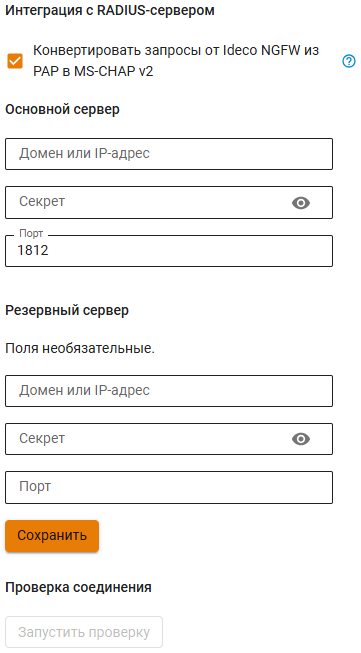 Интеграция с RADIUS-сервером
Конвертировать запросы от Ideco NGFW из
PAP в MS-CHAP v2
Основной сервер
Домен или IP-адрес
Секрет
Порт
1812
Резервный сервер
Поля необязательные.
Домен или IP-адрес
Секрет
Порт
Сохранить
Проверка соединения
Запустить проверку